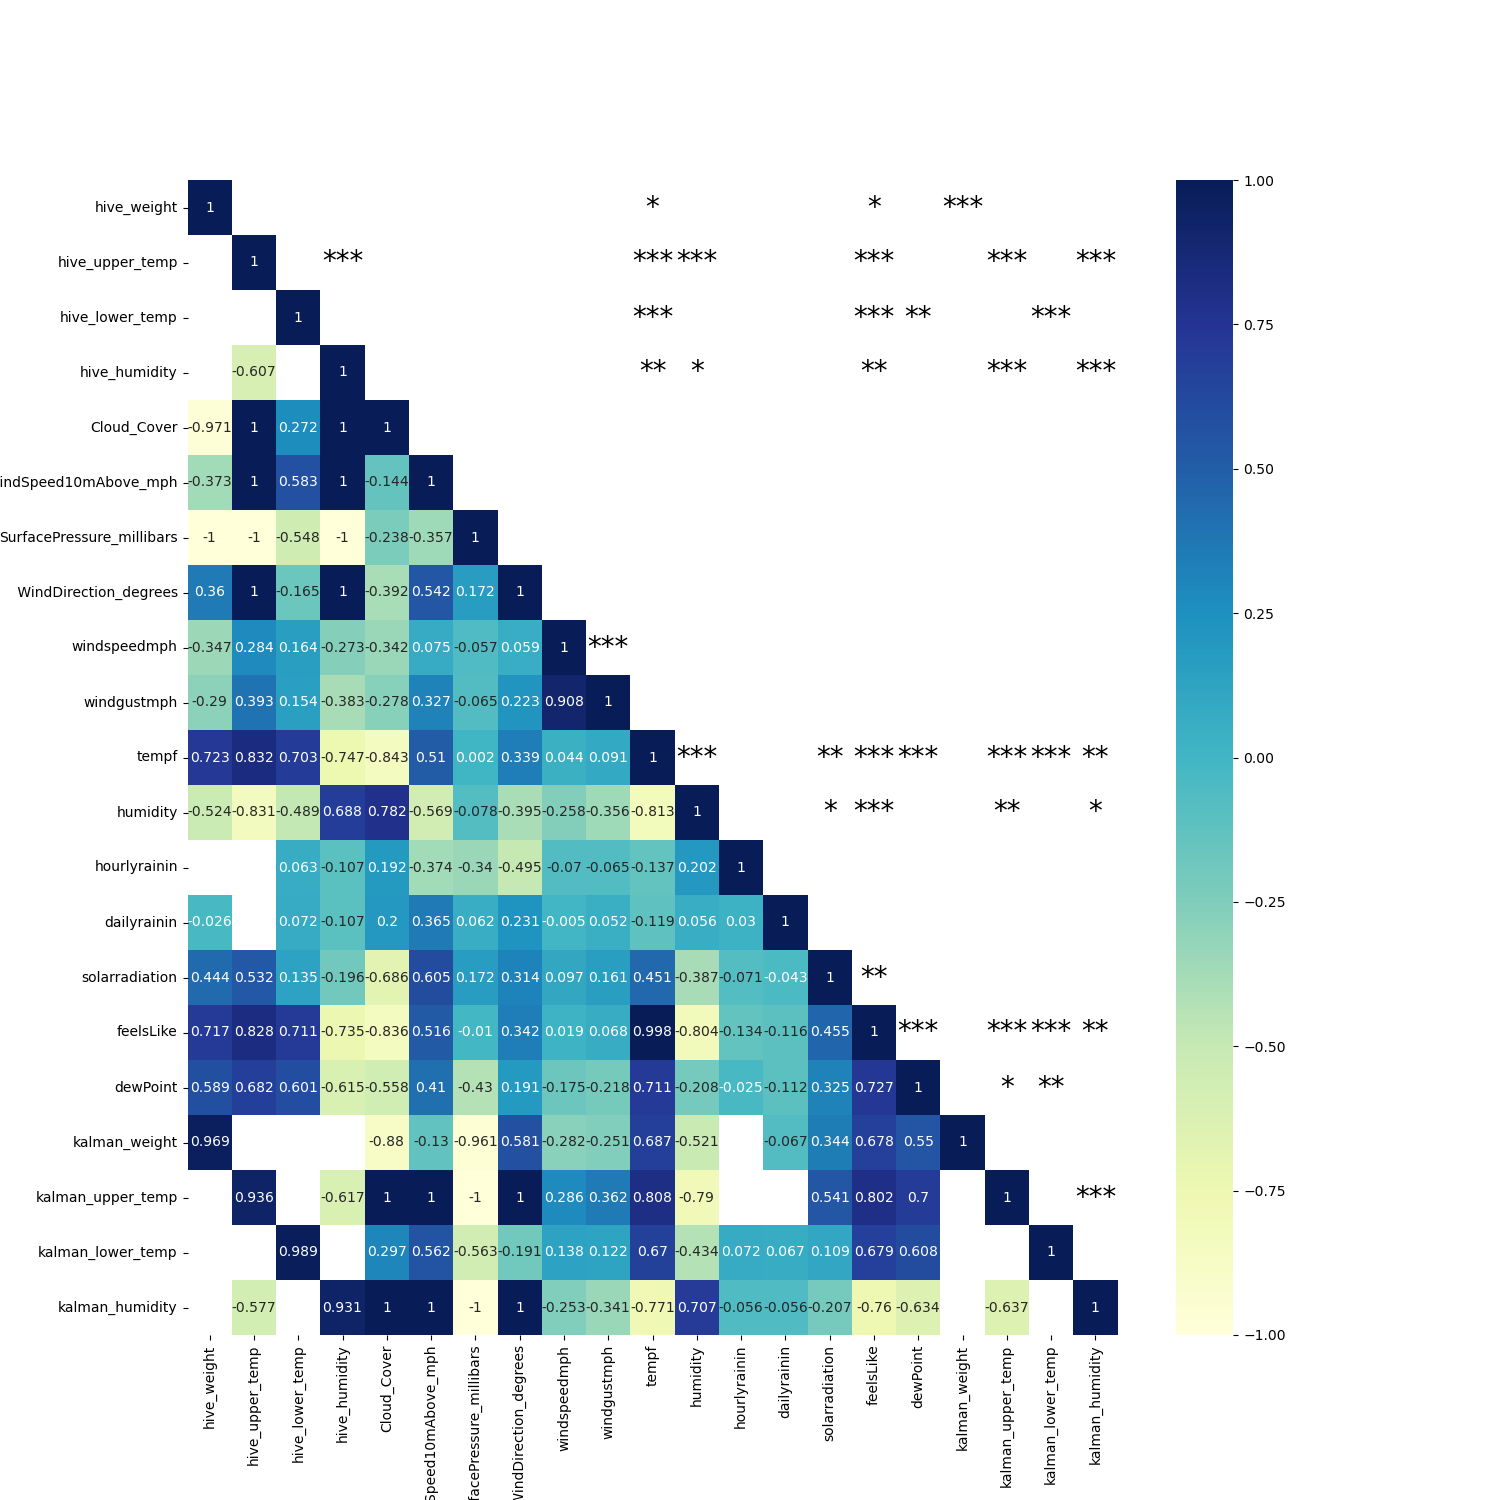 hive_weight 1 * * ***
hive_upper_temp 1 *** *** *** *** *** ***
hive_lower_temp 1 *** *** ** ***
hive_humidity -0.607 1 ** * ** *** ***
Cloud_Cover -0.971 1 0.272 1 1
indSpeed10mAbove_mph -0.373 1 0.583 1 -0.144 1
SurfacePressure_millibars -1 -1 -0.548 -1 -0.238 -0.357 1
WindDirection_degrees 0.36 1 -0.165 1 -0.392 0.542 0.172 1
windspeedmph -0.347 0.284 0.164 -0.273 -0.342 0.075 -0.057 0.059 1 ***
windgustmph -0.29 0.393 0.154 -0.383 -0.278 0.327 -0.065 0.223 0.908 1
tempf 0.723 0.832 0.703 -0.747 -0.843 0.51 0.002 0.339 0.044 0.091 1 *** ** *** *** *** *** **
humidity -0.524 -0.831 -0.489 0.688 0.782 -0.569 -0.078 -0.395 -0.258 -0.356 -0.813 1 * *** ** *
hourlyrainin 0.063 -0.107 0.192 -0.374 -0.34 -0.495 -0.07 -0.065 -0.137 0.202 1
dailyrainin -0.026 0.072 -0.107 0.2 0.365 0.062 0.231 -0.005 0.052 -0.119 0.056 0.03 1
solarradiation 0.444 0.532 0.135 -0.196 -0.686 0.605 0.172 0.314 0.097 0.161 0.451 -0.387 -0.071 -0.043 1 **
feelsLike 0.717 0.828 0.711 -0.735 -0.836 0.516 -0.01 0.342 0.019 0.068 0.998 -0.804 -0.134 -0.116 0.455 1 *** *** *** **
dewPoint 0.589 0.682 0.601 -0.615 -0.558 0.41 -0.43 0.191 -0.175 -0.218 0.711 -0.208 -0.025 -0.112 0.325 0.727 1 * **
kalman_weight 0.969 -0.88 -0.13 -0.961 0.581 -0.282 -0.251 0.687 -0.521 -0.067 0.344 0.678 0.55 1
kalman_upper_temp 0.936 -0.617 1 1 -1 1 0.286 0.362 0.808 -0.79 0.541 0.802 0.7 1 ***
kalman_lower_temp 0.989 0.297 0.562 -0.563 -0.191 0.138 0.122 0.67 -0.434 0.072 0.067 0.109 0.679 0.608 1
kalman_humidity -0.577 0.931 1 1 -1 1 -0.253 -0.341 -0.771 0.707 -0.056 -0.056 -0.207 -0.76 -0.634 -0.637 1
hive_weight
hive_upper_temp
hive_lower_temp
hive_humidity
Cloud_Cover
Speed10mAbove_mph
facePressure_millibars
WindDirection_degrees
windspeedmph
windgustmph
tempf
humidity
hourlyrainin
dailyrainin
solarradiation
feelsLike
dewPoint
kalman_weight
kalman_upper_temp
kalman_lower_temp
kalman_humidity
1.00
0.75
0.50
0.25
0.00
−0.25
−0.50
−0.75
−1.00